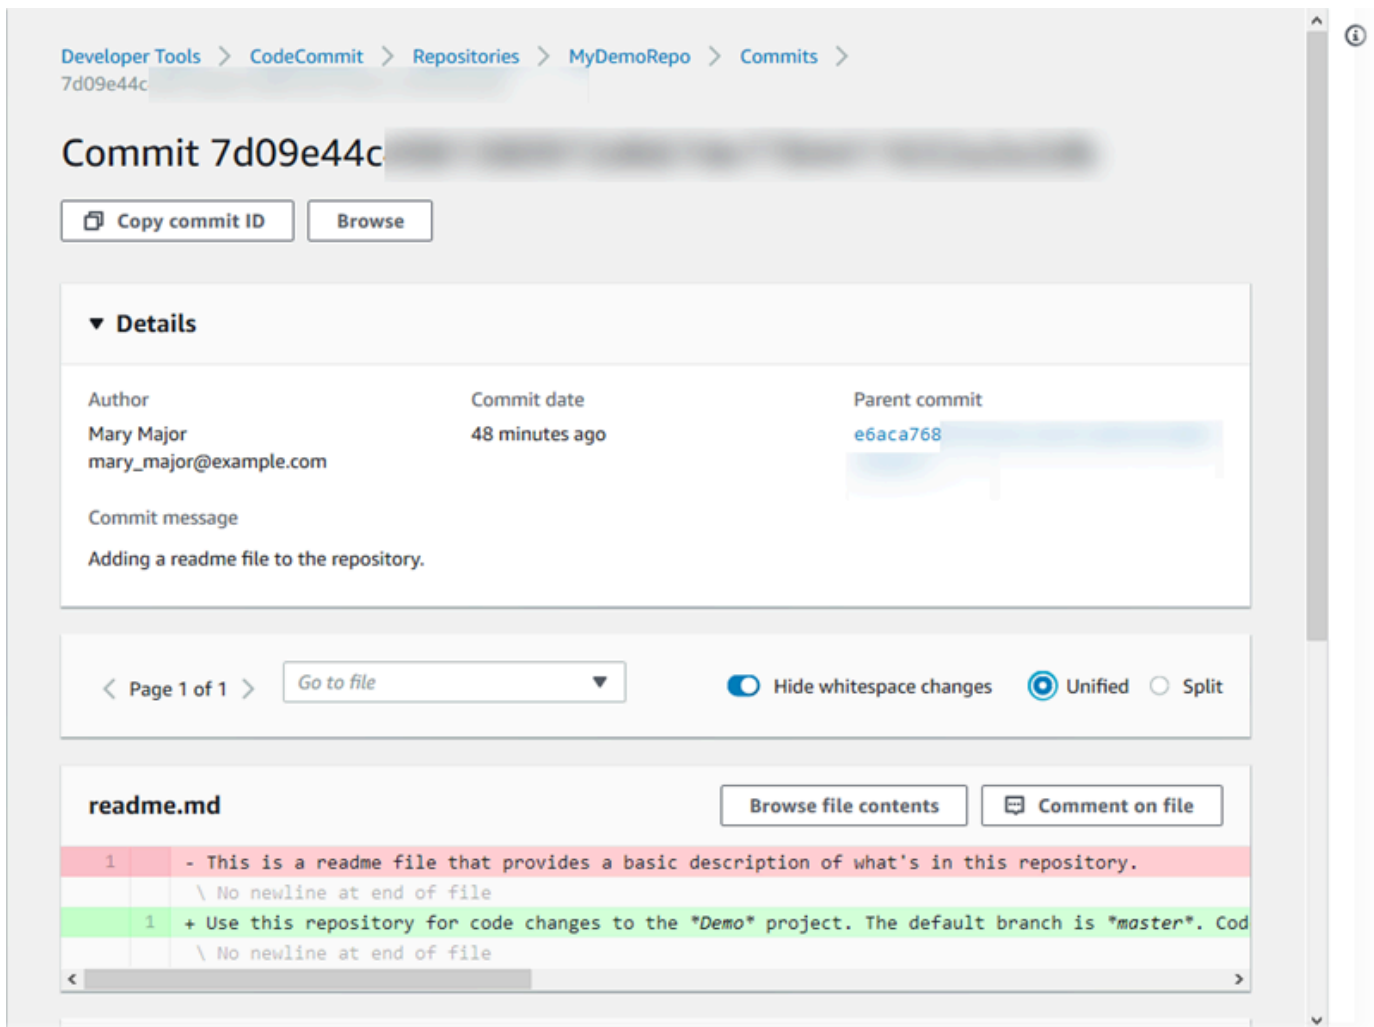 Developer Tools > CodeCommit > Repositories > MyDemoRepo > Commits >
7d09e44c
Commit 7d09e44c
Copy commit ID Browse
▼ Details
Author Commit date Parent commit
Mary Major 48 minutes ago e6aca768
mary_major@example.com
Commit message
Adding a readme file to the repository.
< Page 1 of 1 > Go to file ▼ Hide whitespace changes Unified Split
readme.md Browse file contents Comment on file
1 - This is a readme file that provides a basic description of what's in this repository.
\ No newline at end of file
1 + Use this repository for code changes to the *Demo* project. The default branch is *master*. Cod
\ No newline at end of file